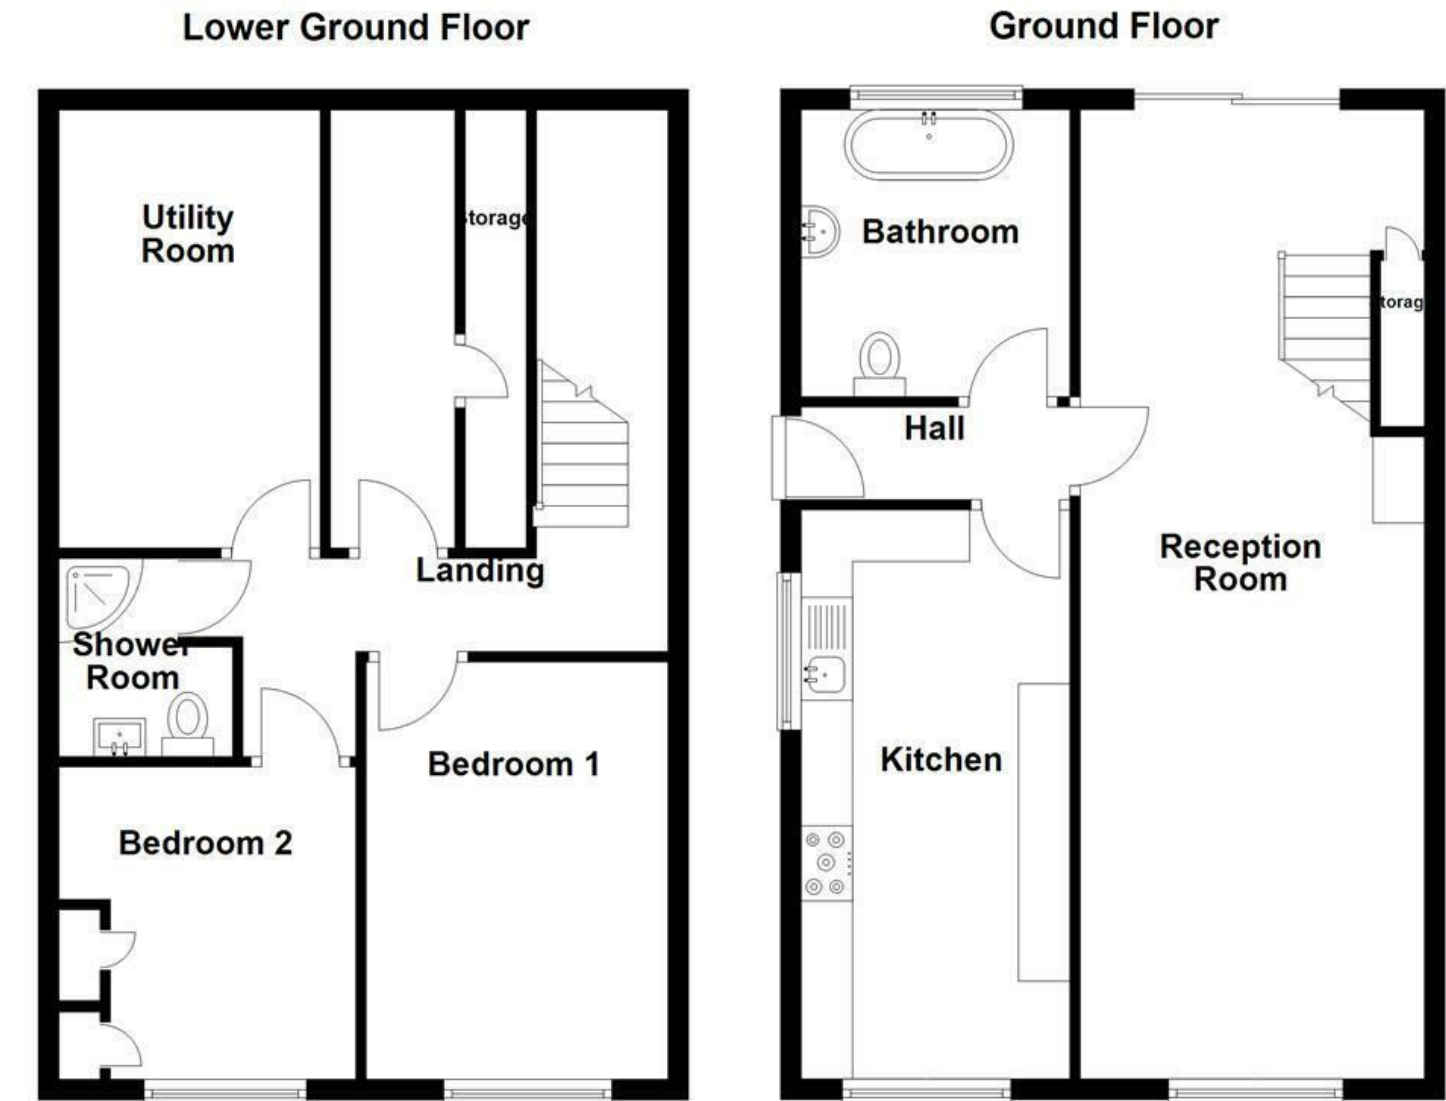 Lower Ground Floor
Utility
Room
Storage
Landing
Shower
Room
Bedroom 1
Bedroom 2
Ground Floor
Bathroom
torag
Hall
Reception
Room
Kitchen